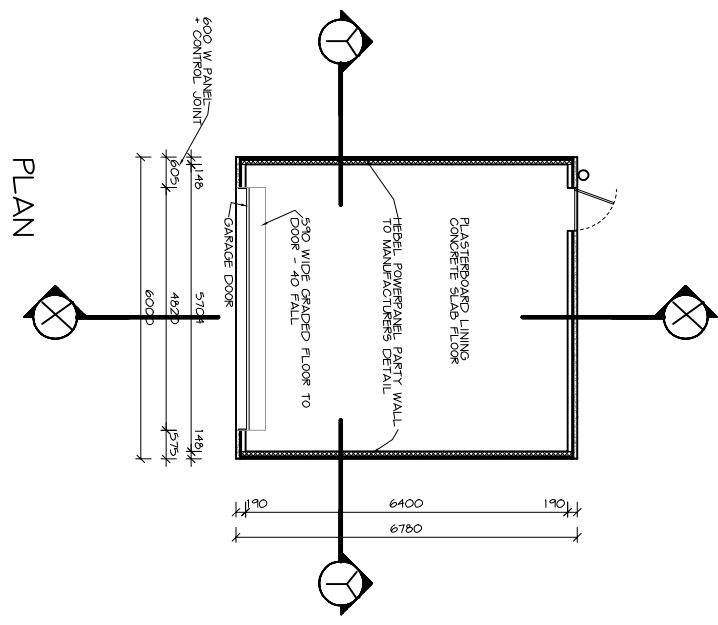 PLAN
600 W PANEL
+ CONTROL JOINT
148
5704
148
605
4820
575
6000
GARAGE DOOR
590 WIDE GRADED FLOOR TO
DOOR - 40 FALL
HEBEL POWERPANEL PARTY WALL
TO MANUFACTURERS DETAIL
PLASTERBOARD LINING
CONCRETE SLAB FLOOR
190
6400
190
6780
Y
Y
X
X